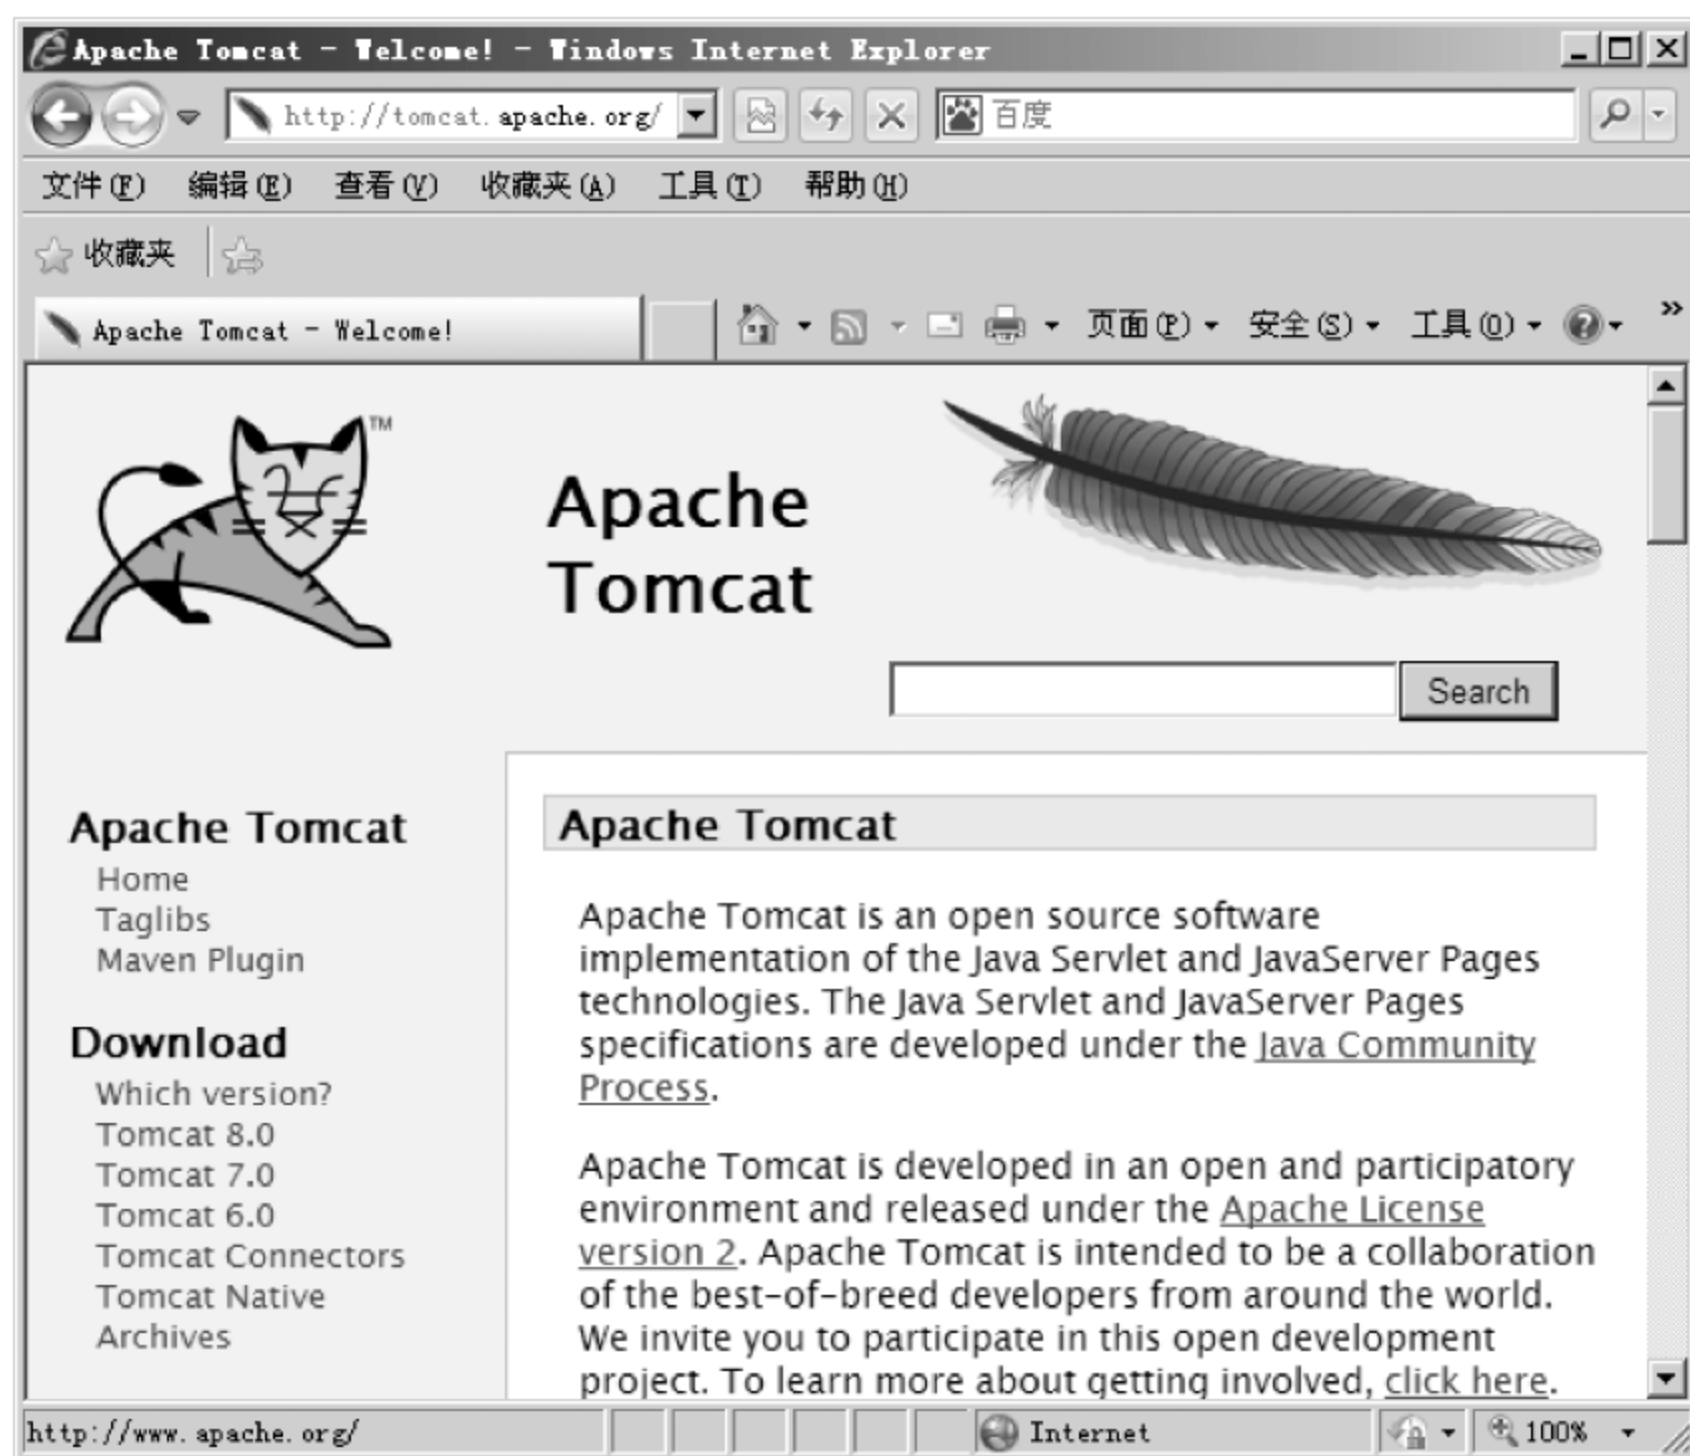 Apache Tomcat - Welcome! - Windows Internet Explorer
http://tomcat.apache.org/ 百度
文件(F) 编辑(E) 查看(V) 收藏夹(A) 工具(T) 帮助(H)
收藏夹
Apache Tomcat - Welcome! 页面(P) 安全(S) 工具(O) »
TM
Apache
Tomcat
Search
Apache Tomcat
Home
Taglibs
Maven Plugin
Download
Which version?
Tomcat 8.0
Tomcat 7.0
Tomcat 6.0
Tomcat Connectors
Tomcat Native
Archives
Apache Tomcat
Apache Tomcat is an open source software
implementation of the Java Servlet and JavaServer Pages
technologies. The Java Servlet and JavaServer Pages
specifications are developed under the Java Community
Process.
Apache Tomcat is developed in an open and participatory
environment and released under the Apache License
version 2. Apache Tomcat is intended to be a collaboration
of the best-of-breed developers from around the world.
We invite you to participate in this open development
project. To learn more about getting involved, click here.
http://www.apache.org/ Internet 100%